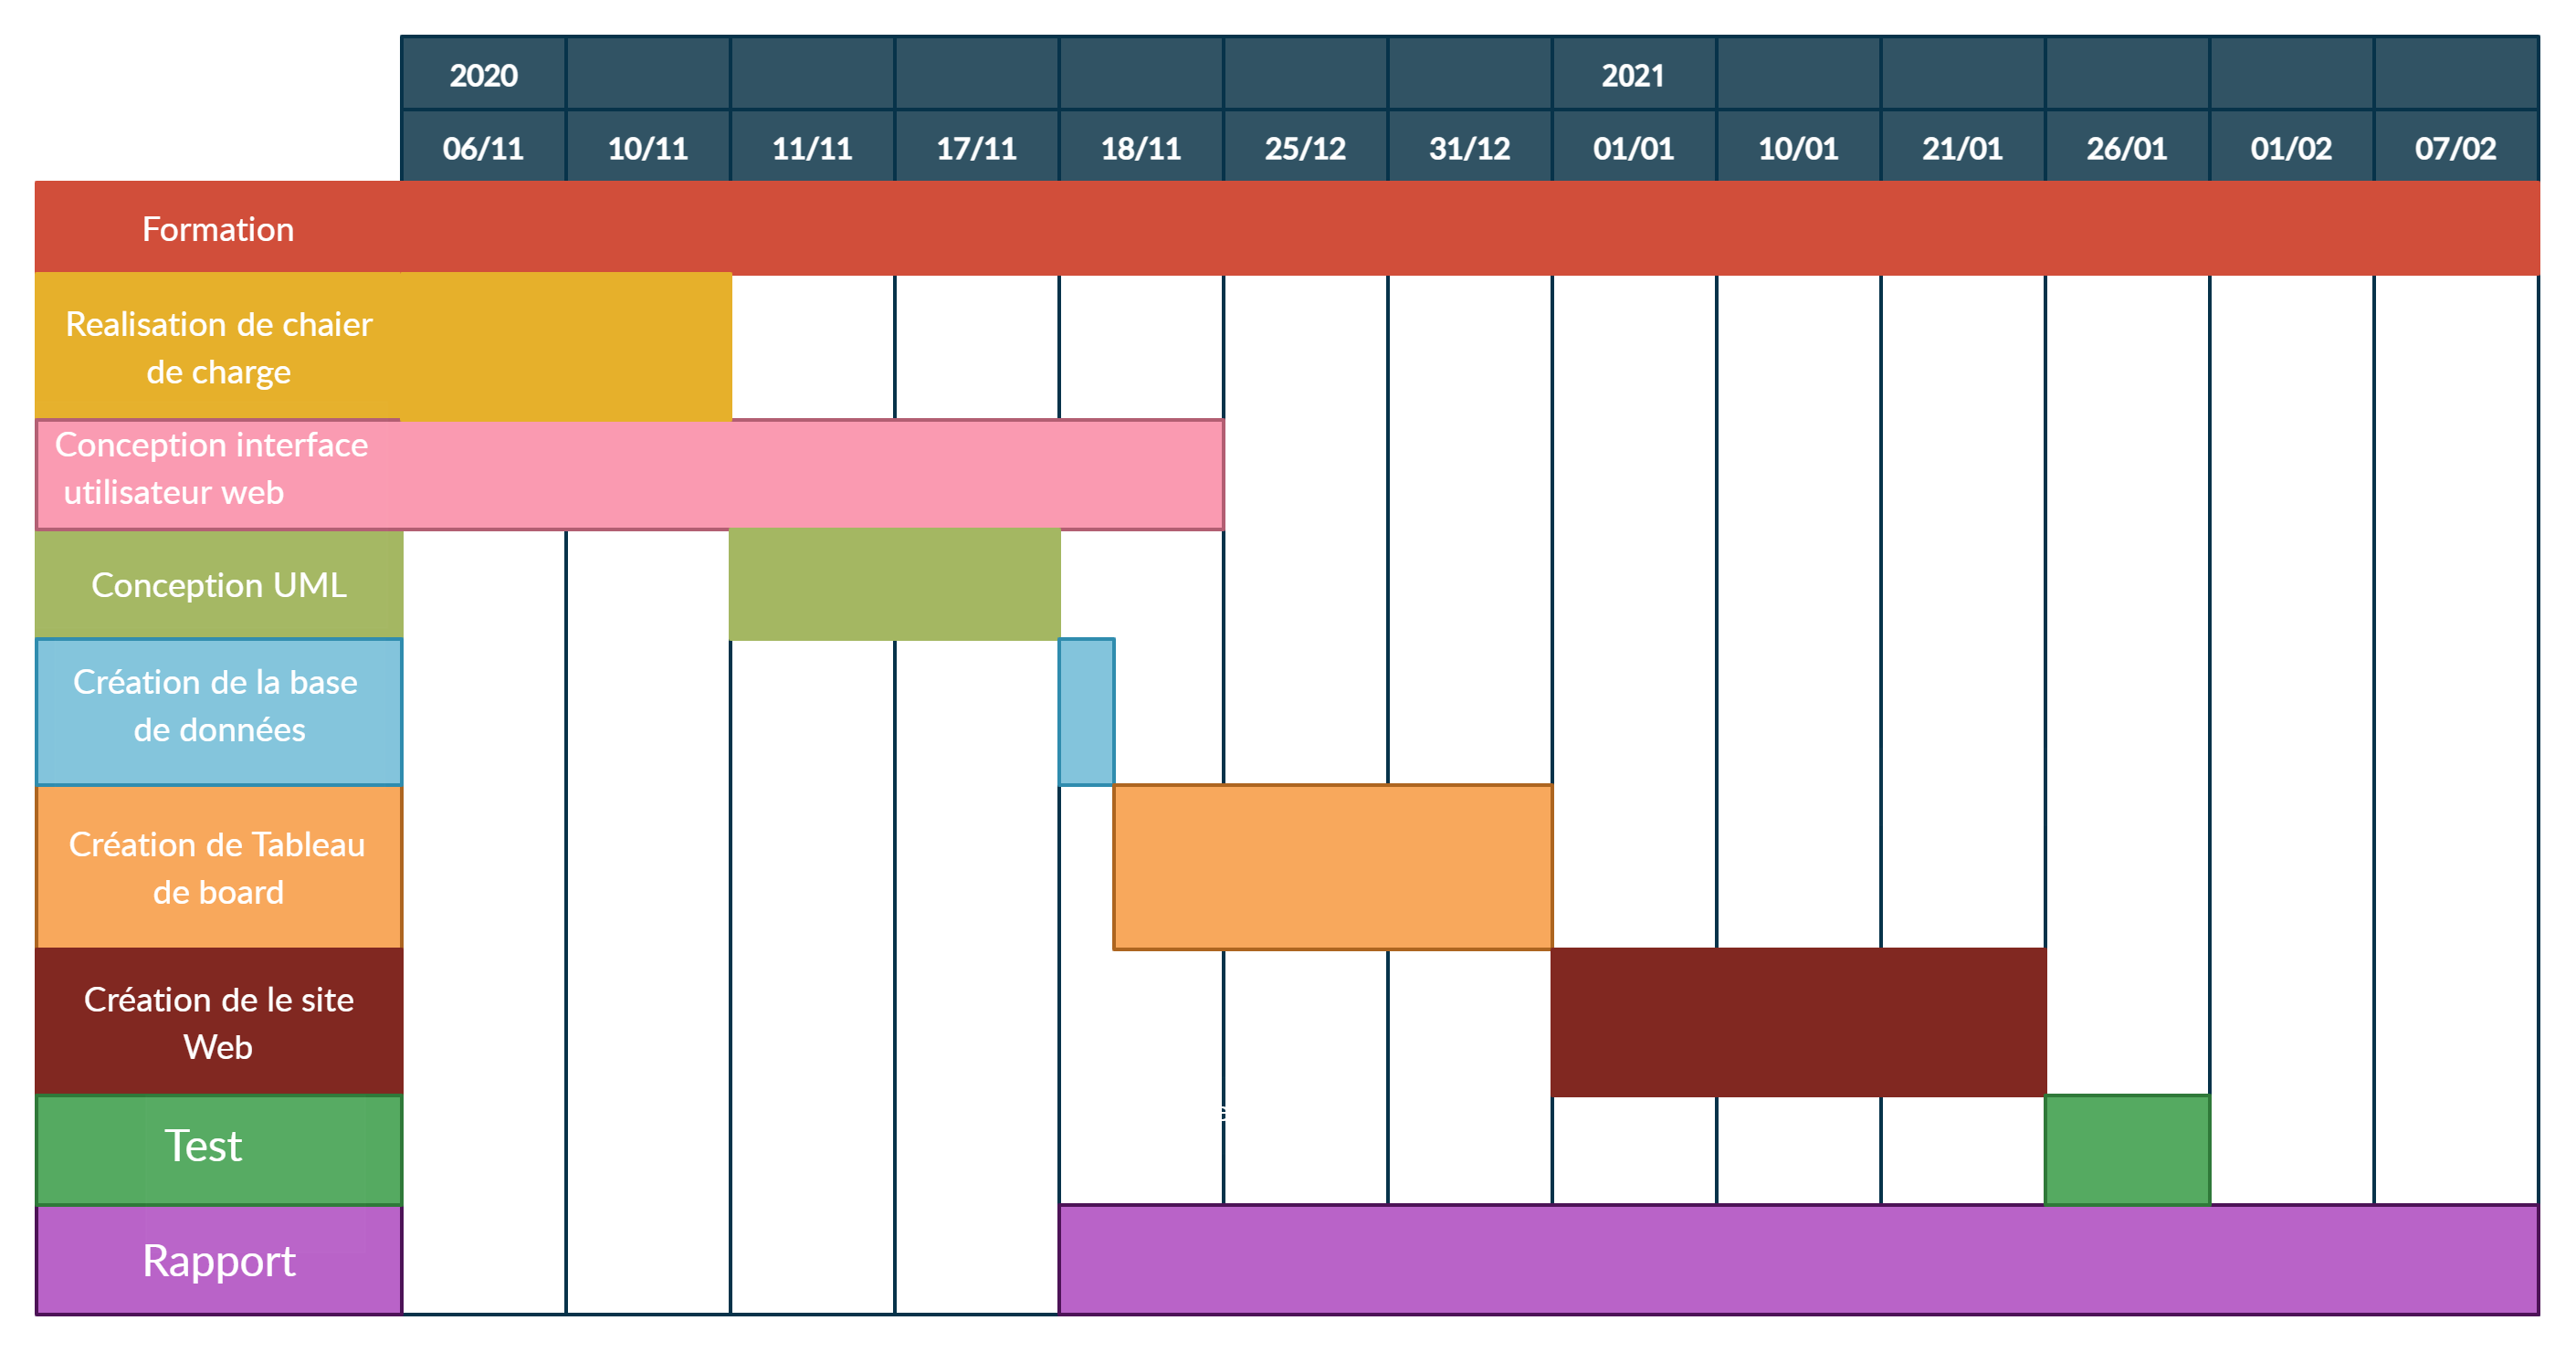 2020 2021
06/11 10/11 11/11 17/11 18/11 25/12 31/12 01/01 10/01 21/01 26/01 01/02 07/02
Formation
Realisation de chaier
de charge
Conception interface
utilisateur web
Conception UML
Création de la base
de données
Création de Tableau
de board
Création de le site
Web
Test
Rapport